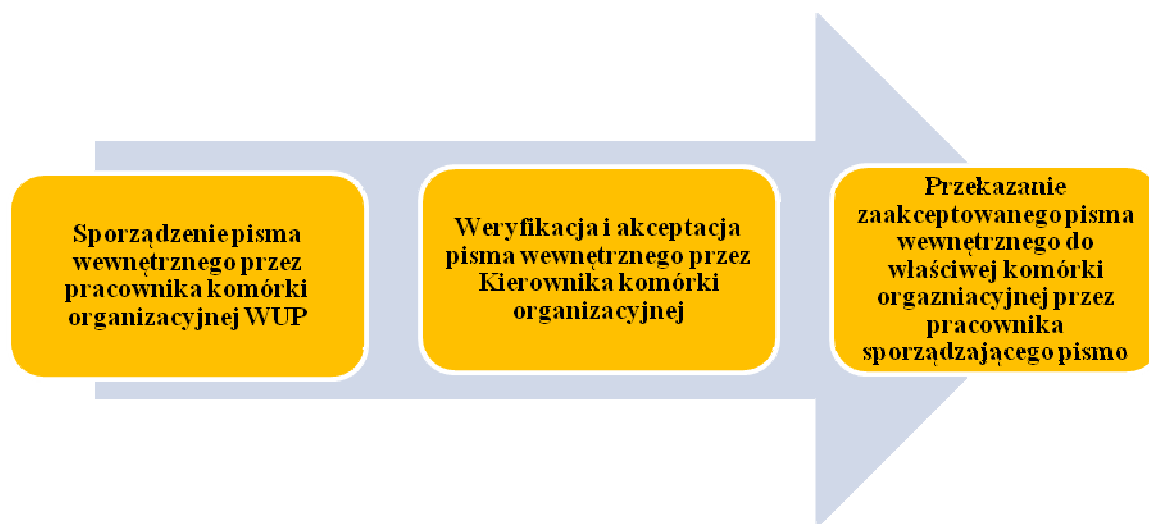 Sporządzenie pisma
wewnętrznego przez
pracownika komórki
organizacyjnej WUP
Weryfikacja i akceptacja
pisma wewnętrznego przez
Kierownika komórki
organizacyjnej
Przekazanie
zaakceptowanego pisma
wewnętrznego do
właściwej komórki
orgazniacyjnej przez
pracownika
sporządzającego pismo